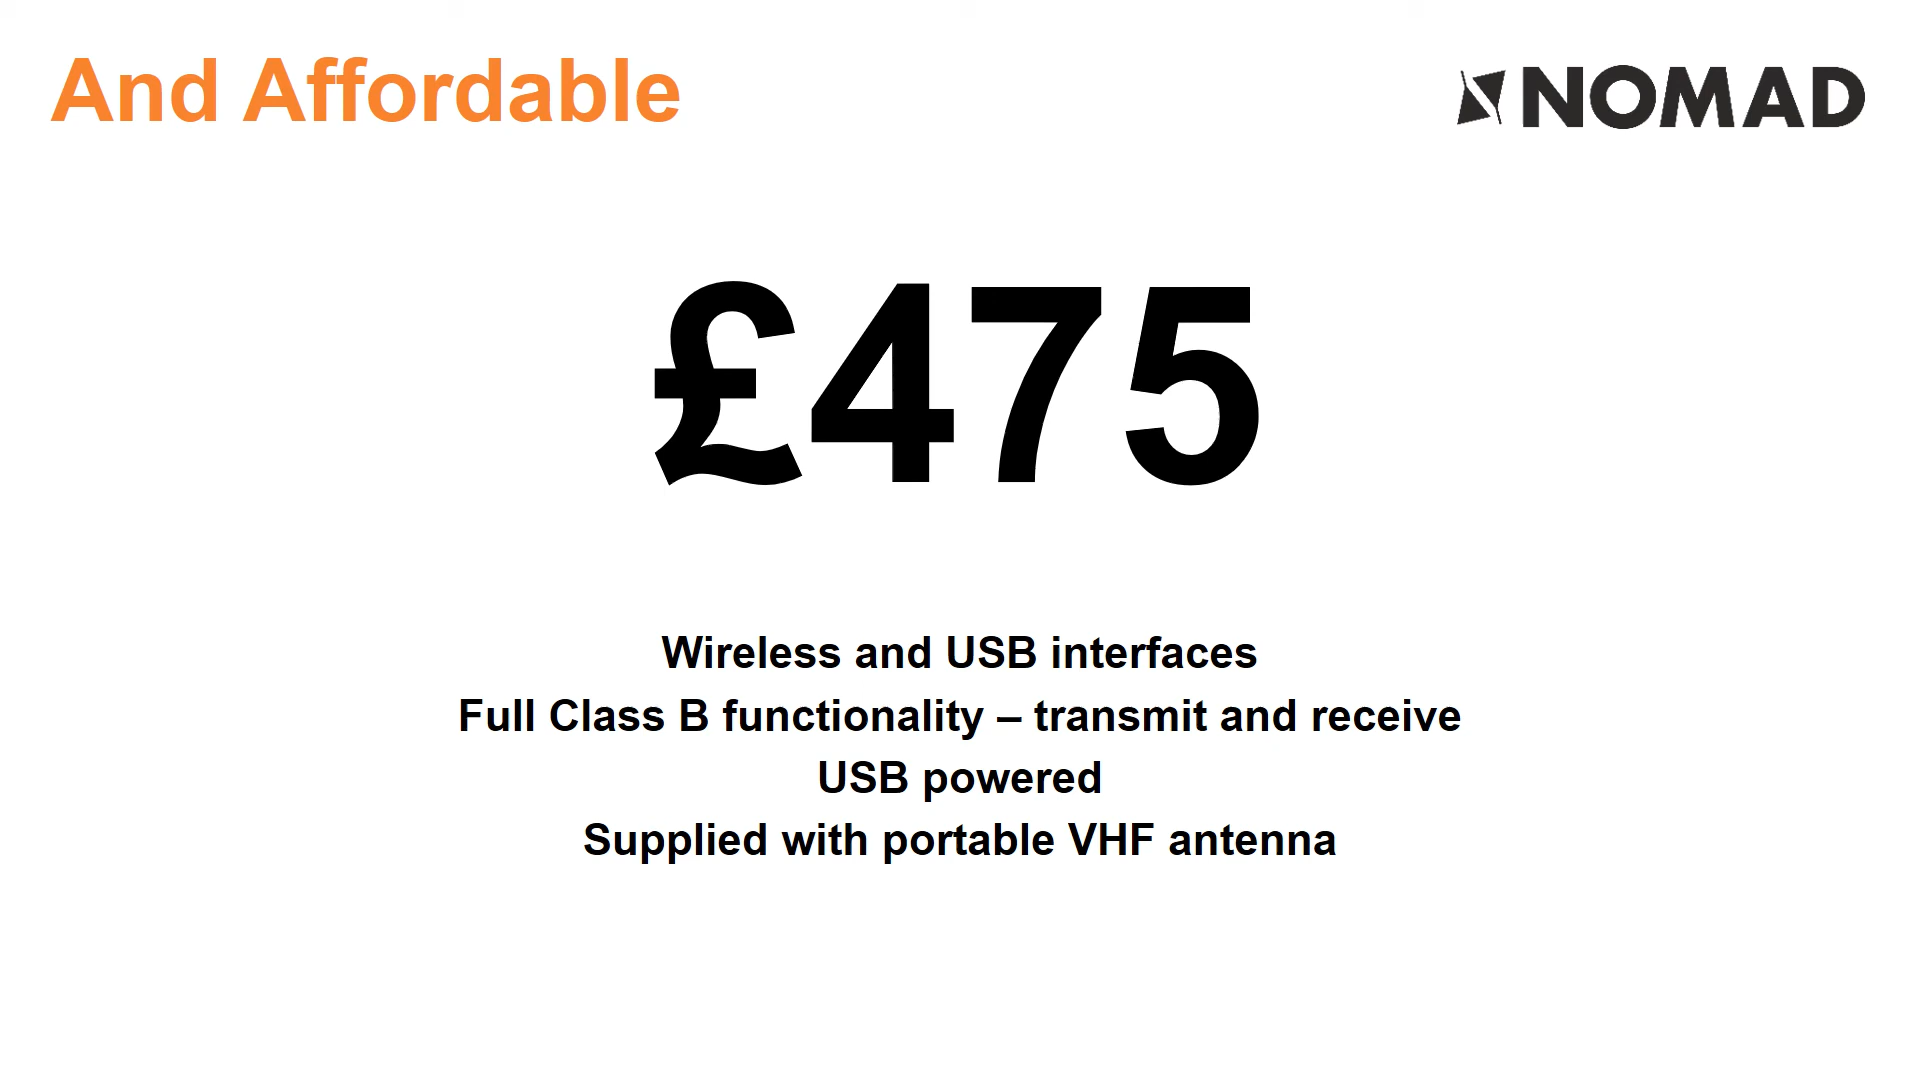 And Affordable
NOMAD
£475
Wireless and USB interfaces
Full Class B functionality – transmit and receive
USB powered
Supplied with portable VHF antenna